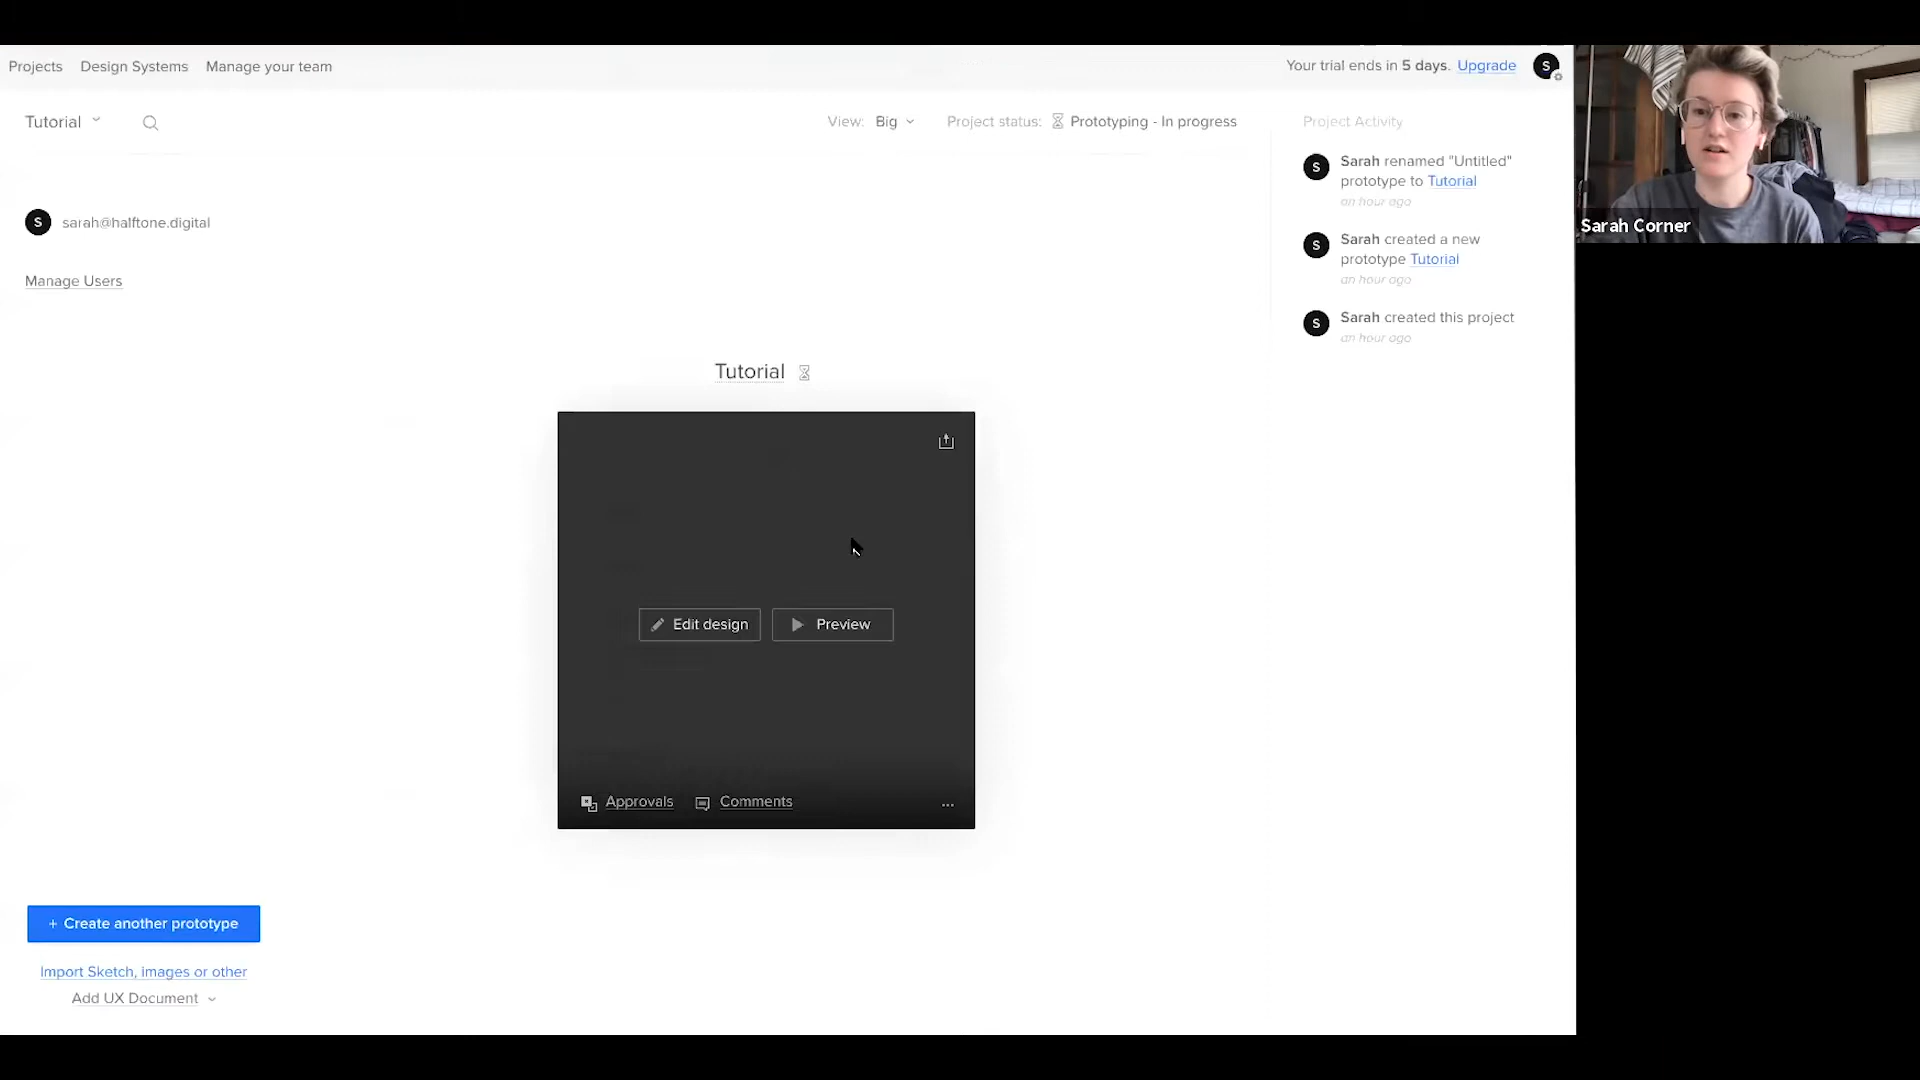 Projects Design Systems Manage your team
Your trial ends in 5 days. Upgrade
S
Tutorial
View: Big
Project status: Prototyping - In progress
S sarah@halftone.digital
Manage Users
Tutorial
Edit design
Preview
Approvals
Comments
...
+ Create another prototype
Import Sketch, images or other
Add UX Document
Project Activity
S
Sarah renamed "Untitled"
prototype to Tutorial
an hour ago
S
Sarah created a new
prototype Tutorial
an hour ago
S
Sarah created this project
an hour ago
Sarah Corner